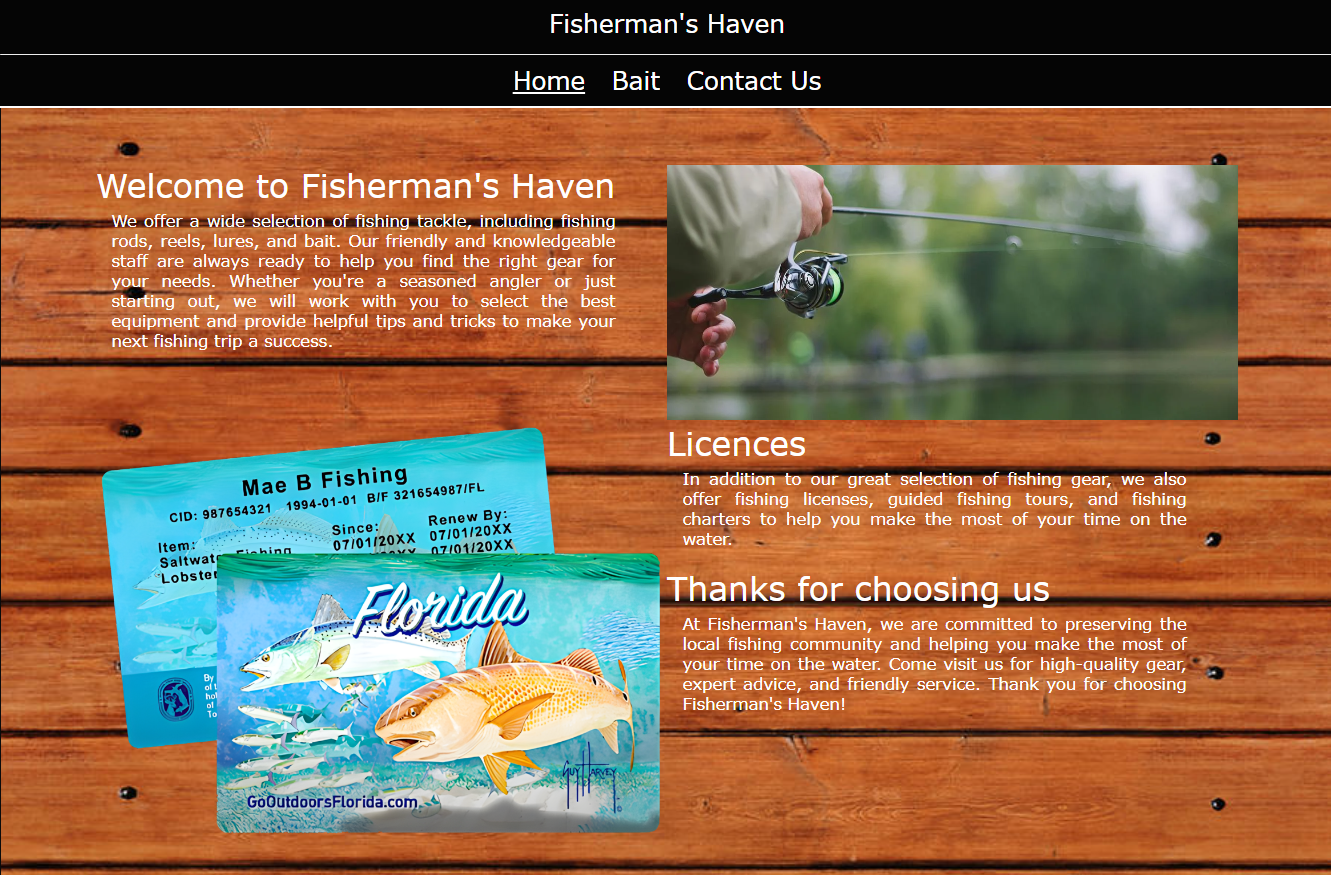 Fisherman's Haven
Home Bait Contact Us
Welcome to Fisherman's Haven
We offer a wide selection of fishing tackle, including fishing
rods, reels, lures, and bait. Our friendly and knowledgeable
staff are always ready to help you find the right gear for
your needs. Whether you're a seasoned angler or just
starting out, we will work with you to select the best
equipment and provide helpful tips and tricks to make your
next fishing trip a success.
Mae B Fishing
CID: 987654321 1994-01-01 B/F 321654987/FL
Item: Since: Renew By:
Saltwater Fishing 07/01/20XX 07/01/20XX
Lobster
By
of t
hol
of
To
Florida
Guy Harvey
GoOutdoorsFlorida.com
Licences
In addition to our great selection of fishing gear, we also
offer fishing licenses, guided fishing tours, and fishing
charters to help you make the most of your time on the
water.
Thanks for choosing us
At Fisherman's Haven, we are committed to preserving the
local fishing community and helping you make the most of
your time on the water. Come visit us for high-quality gear,
expert advice, and friendly service. Thank you for choosing
Fisherman's Haven!